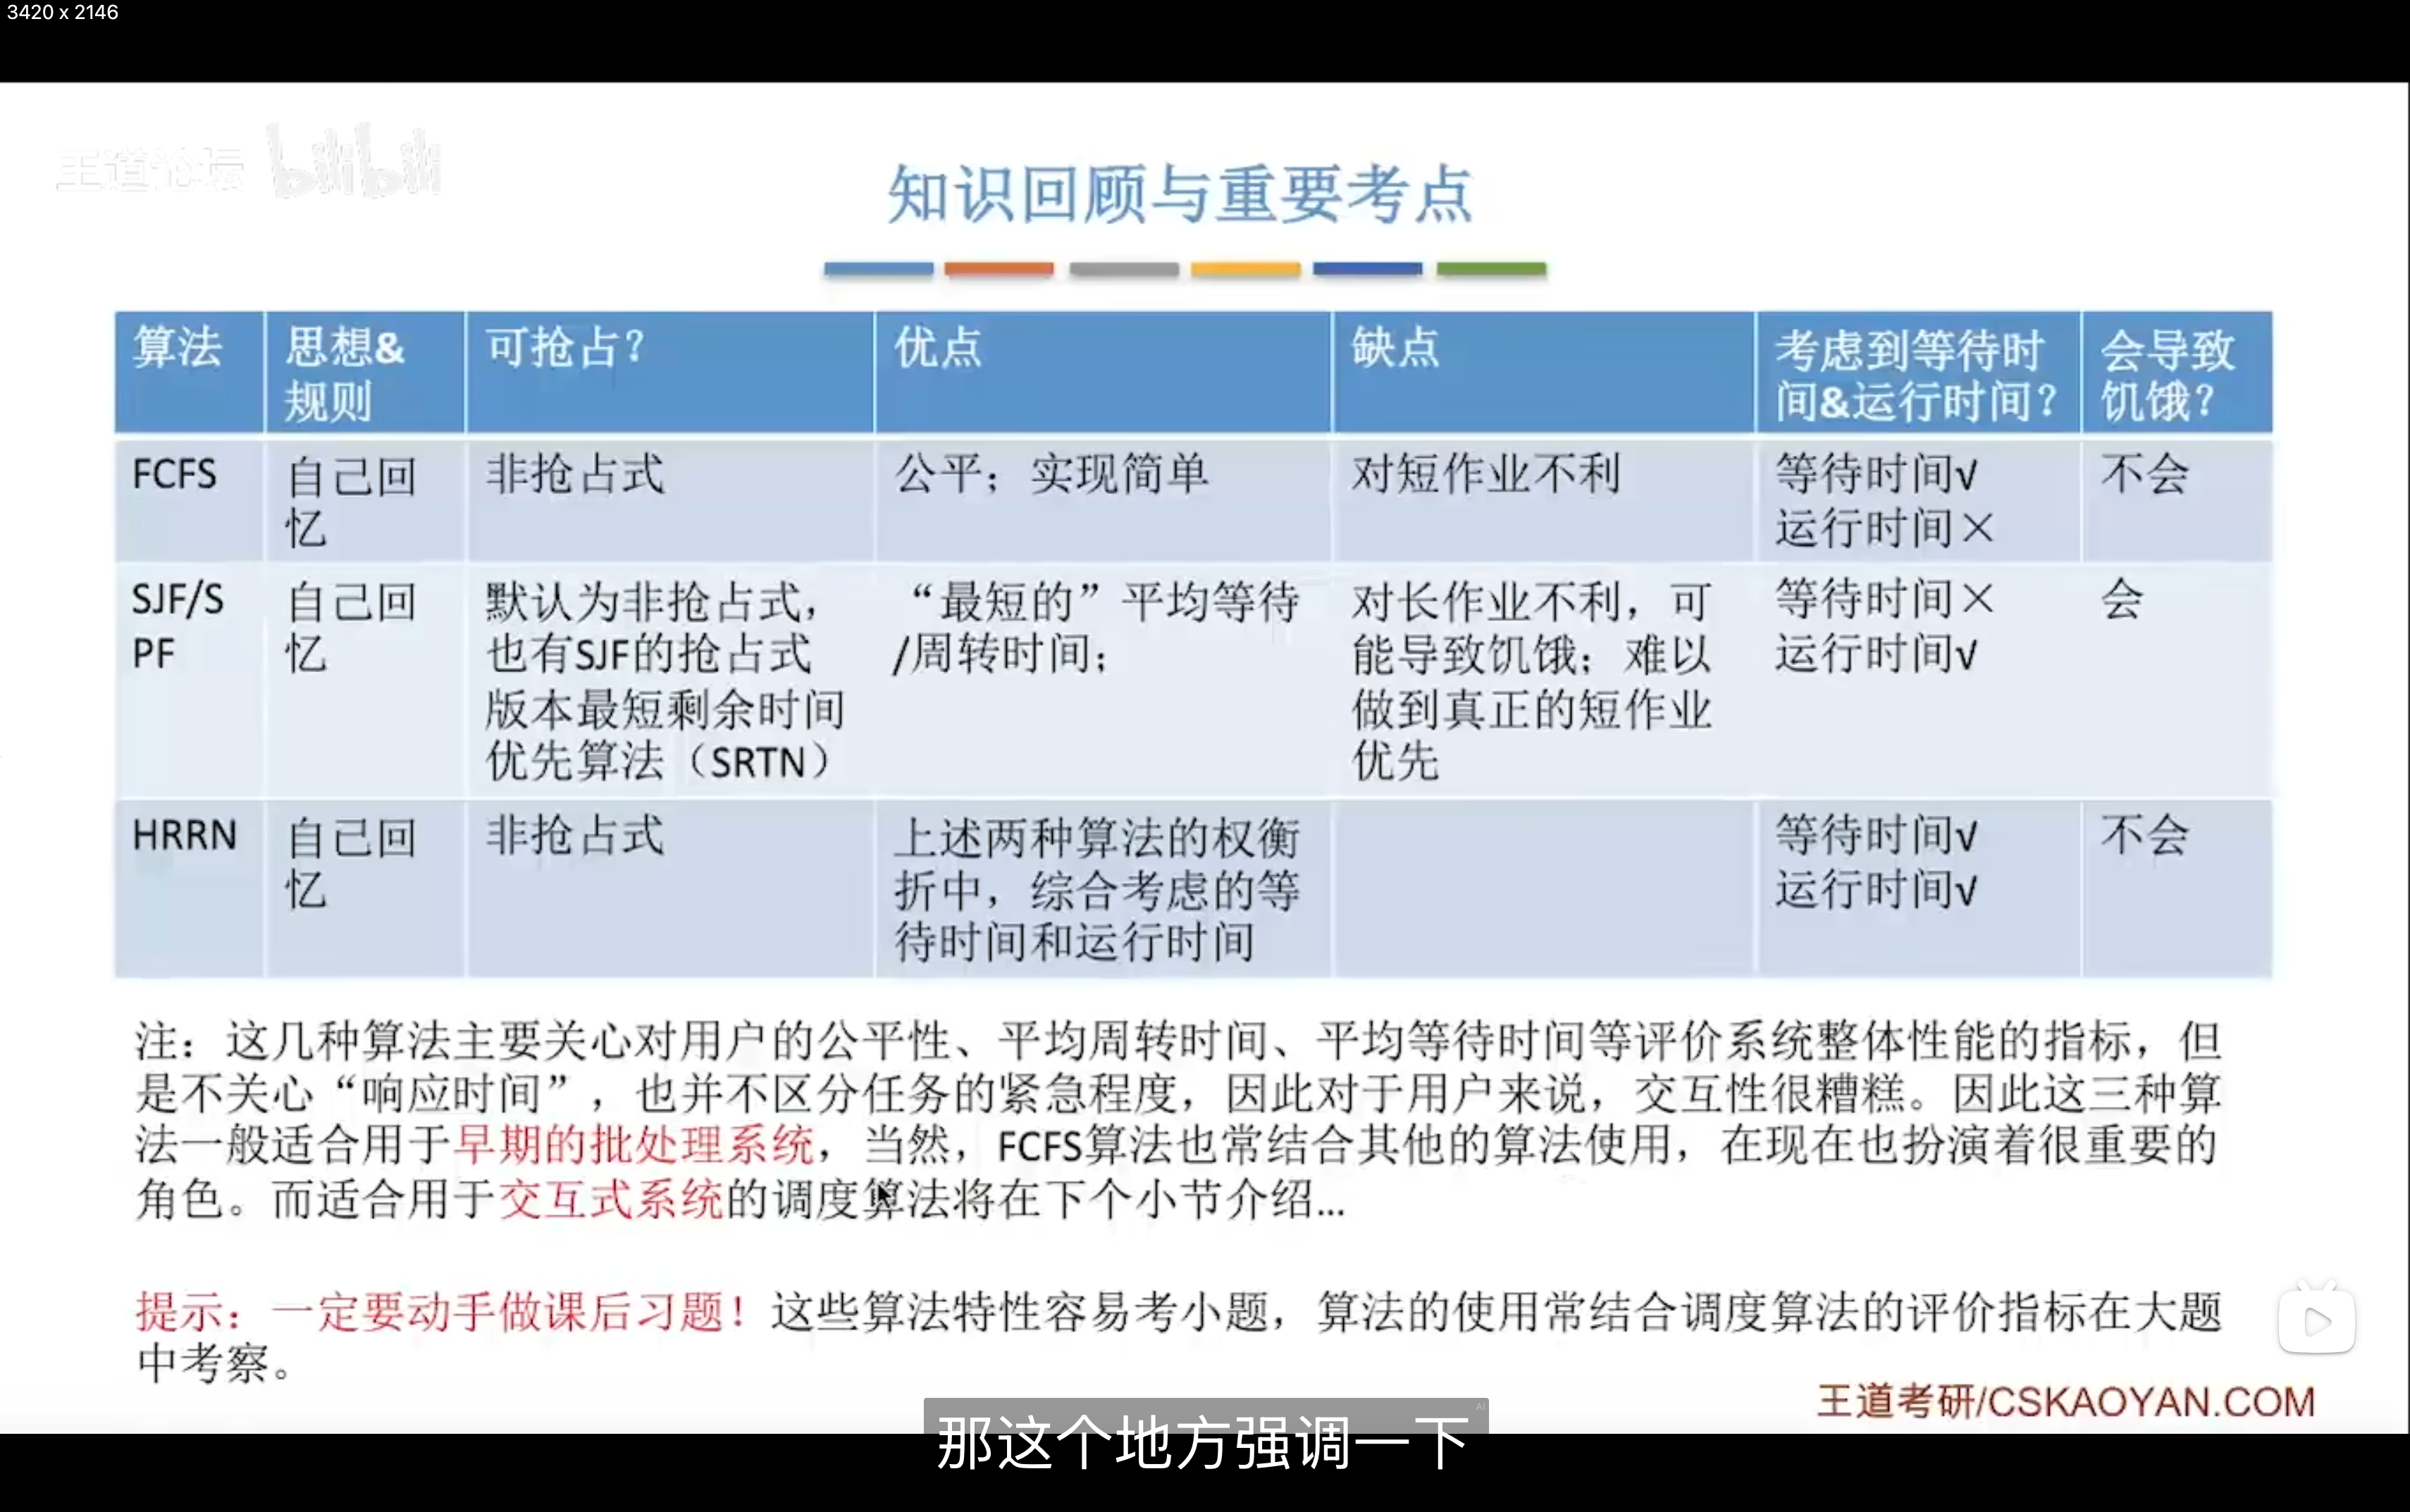 3420 x 2146
王道论坛 bilibili
知识回顾与重要考点
算法 思想& 可抢占？ 优点 缺点 考虑到等待时 会导致
规则 间&运行时间？ 饥饿？
FCFS 自己回 非抢占式 公平；实现简单 对短作业不利 等待时间√ 不会
忆 运行时间×
SJF/S 自己回 默认为非抢占式， “最短的”平均等待 对长作业不利，可 等待时间× 会
PF 忆 也有SJF的抢占式 /周转时间； 能导致饥饿；难以 运行时间√
版本最短剩余时间 做到真正的短作业
优先算法（SRTN） 优先
HRRN 自己回 非抢占式 上述两种算法的权衡 等待时间√ 不会
忆 折中，综合考虑的等 运行时间√
待时间和运行时间
注：这几种算法主要关心对用户的公平性、平均周转时间、平均等待时间等评价系统整体性能的指标，但
是不关心“响应时间”，也并不区分任务的紧急程度，因此对于用户来说，交互性很糟糕。因此这三种算
法一般适合用于早期的批处理系统，当然，FCFS算法也常结合其他的算法使用，在现在也扮演着很重要的
角色。而适合用于交互式系统的调度算法将在下个小节介绍...
提示：一定要动手做课后习题！这些算法特性容易考小题，算法的使用常结合调度算法的评价指标在大题
中考察。
王道考研/CSKAOYAN.COM
AI
那这个地方强调一下